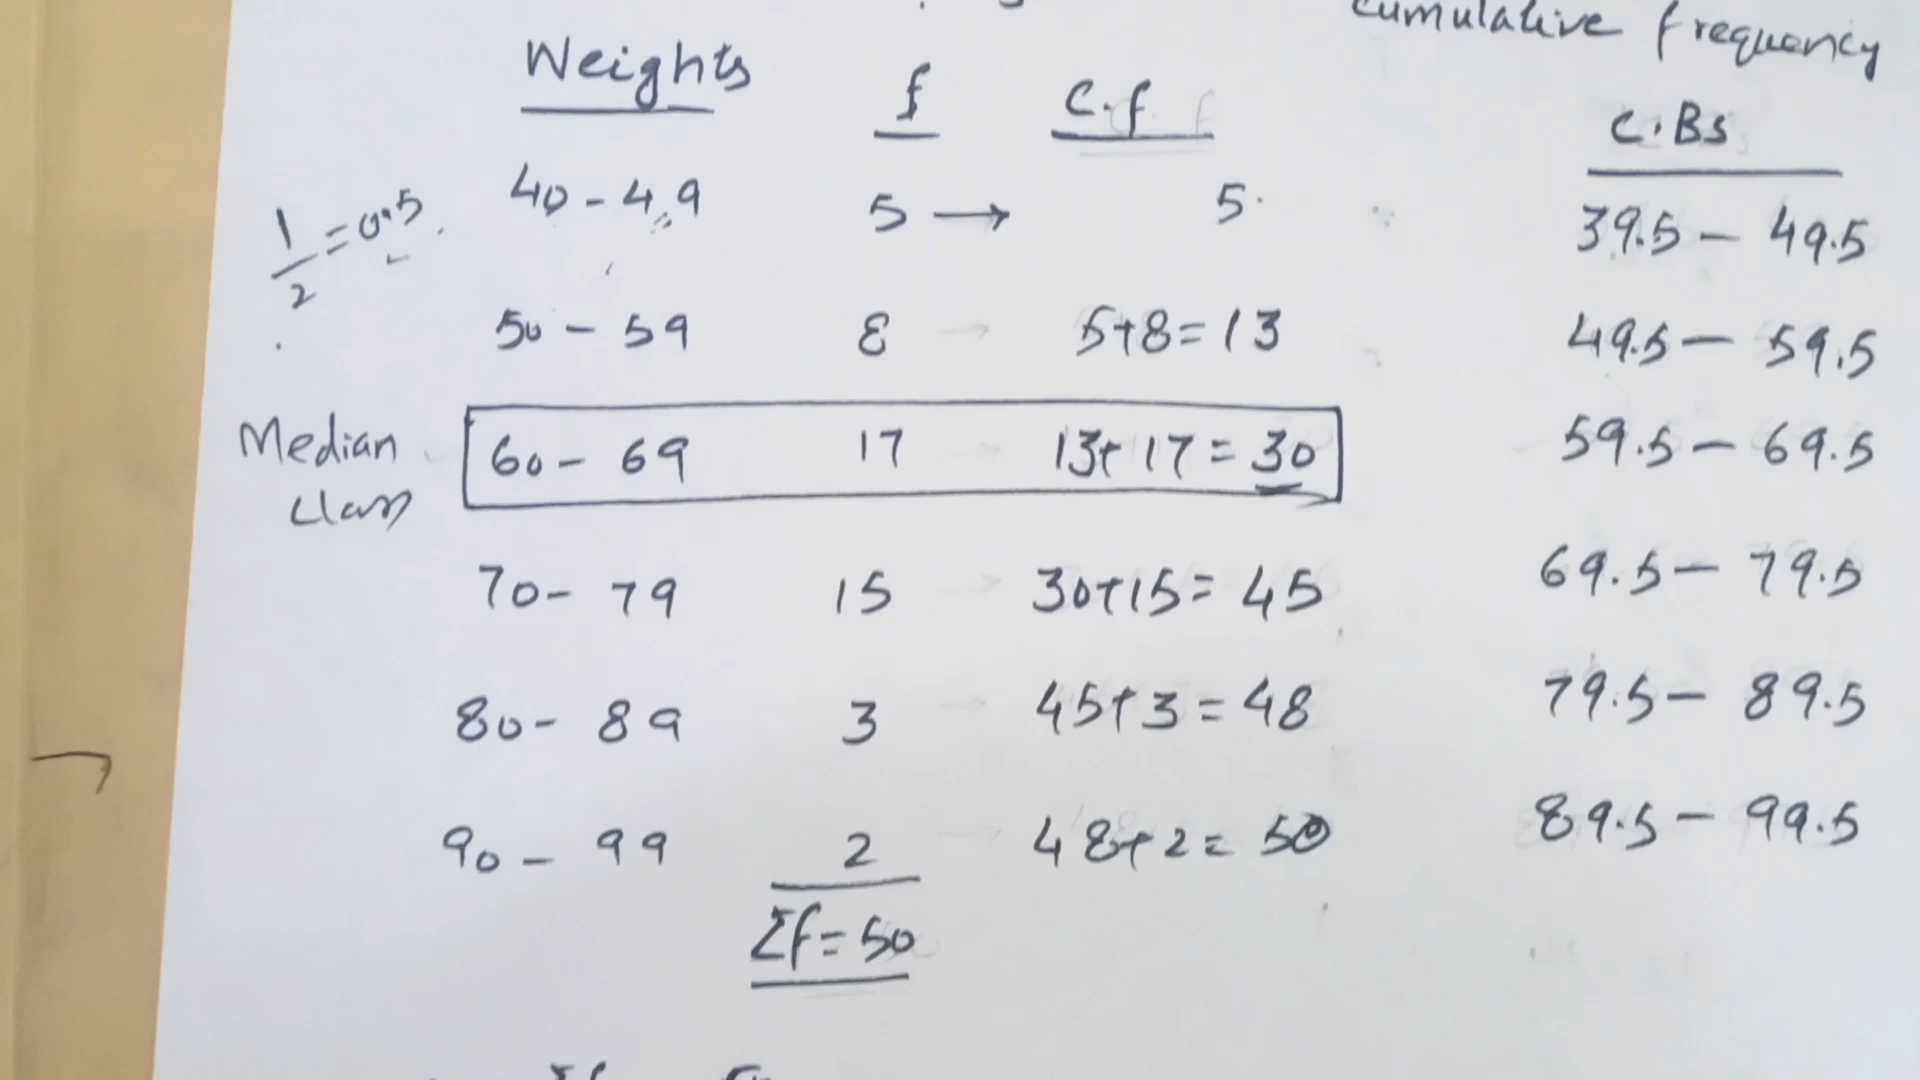 Cumulative frequency
Weights f C.f C.Bs
40 - 49 5 → 5 39.5 - 49.5
1/2 = 0.5
50 - 59 8 5+8 = 13 49.5 - 59.5
Median class 60 - 69 17 13+17 = 30 59.5 - 69.5
70 - 79 15 30+15 = 45 69.5 - 79.5
80 - 89 3 45+3 = 48 79.5 - 89.5
90 - 99 2 48+2 = 50 89.5 - 99.5
Σf = 50